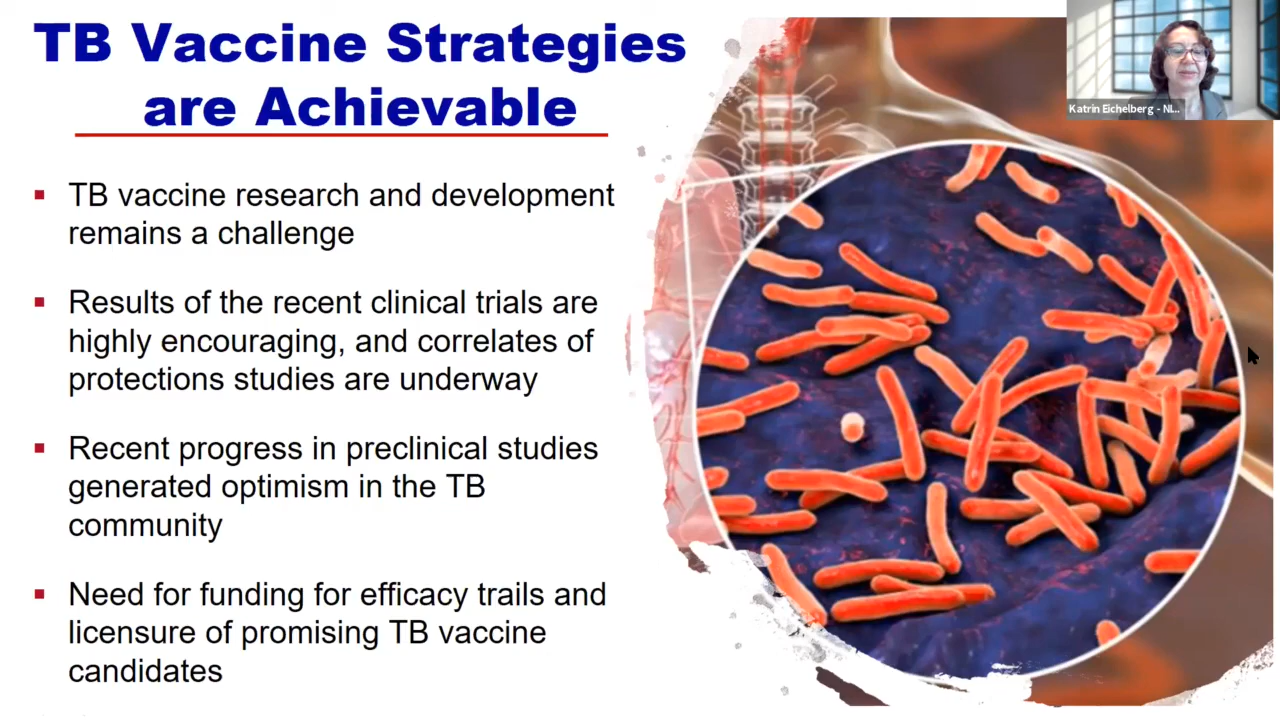 TB Vaccine Strategies
are Achievable
Katrin Eichelberg - NI...
▪ TB vaccine research and development
remains a challenge
▪ Results of the recent clinical trials are
highly encouraging, and correlates of
protections studies are underway
▪ Recent progress in preclinical studies
generated optimism in the TB
community
▪ Need for funding for efficacy trails and
licensure of promising TB vaccine
candidates